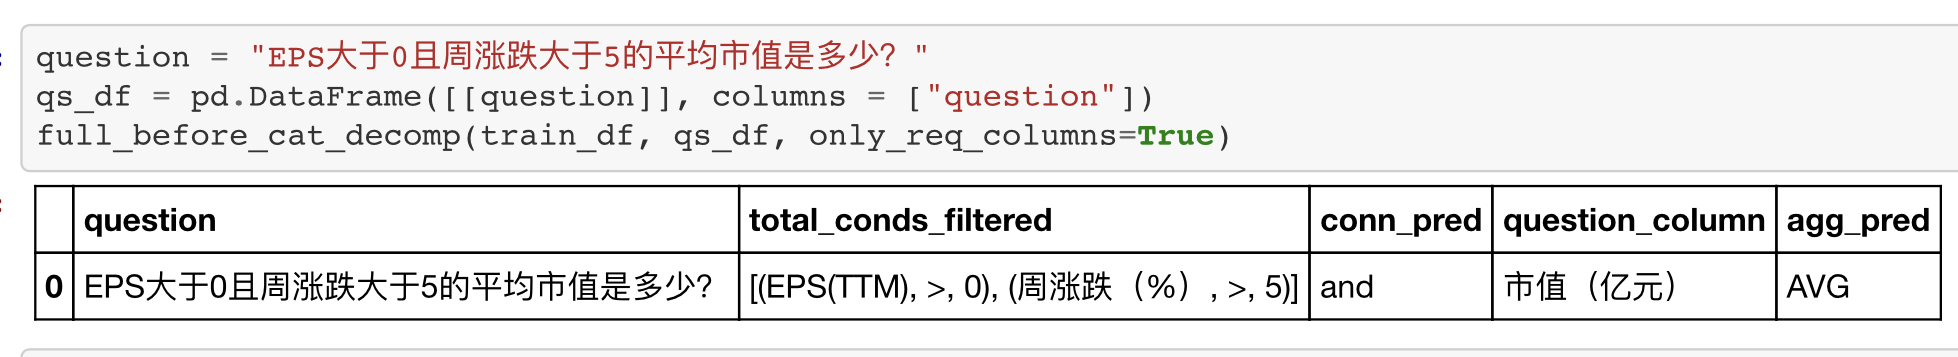 question = "EPS大于0且周涨跌大于5的平均市值是多少？"
qs_df = pd.DataFrame([[question]], columns = ["question"])
full_before_cat_decomp(train_df, qs_df, only_req_columns=True)
question total_conds_filtered conn_pred question_column agg_pred
0 EPS大于0且周涨跌大于5的平均市值是多少？ [(EPS(TTM), >, 0), (周涨跌（%）, >, 5)] and 市值（亿元） AVG